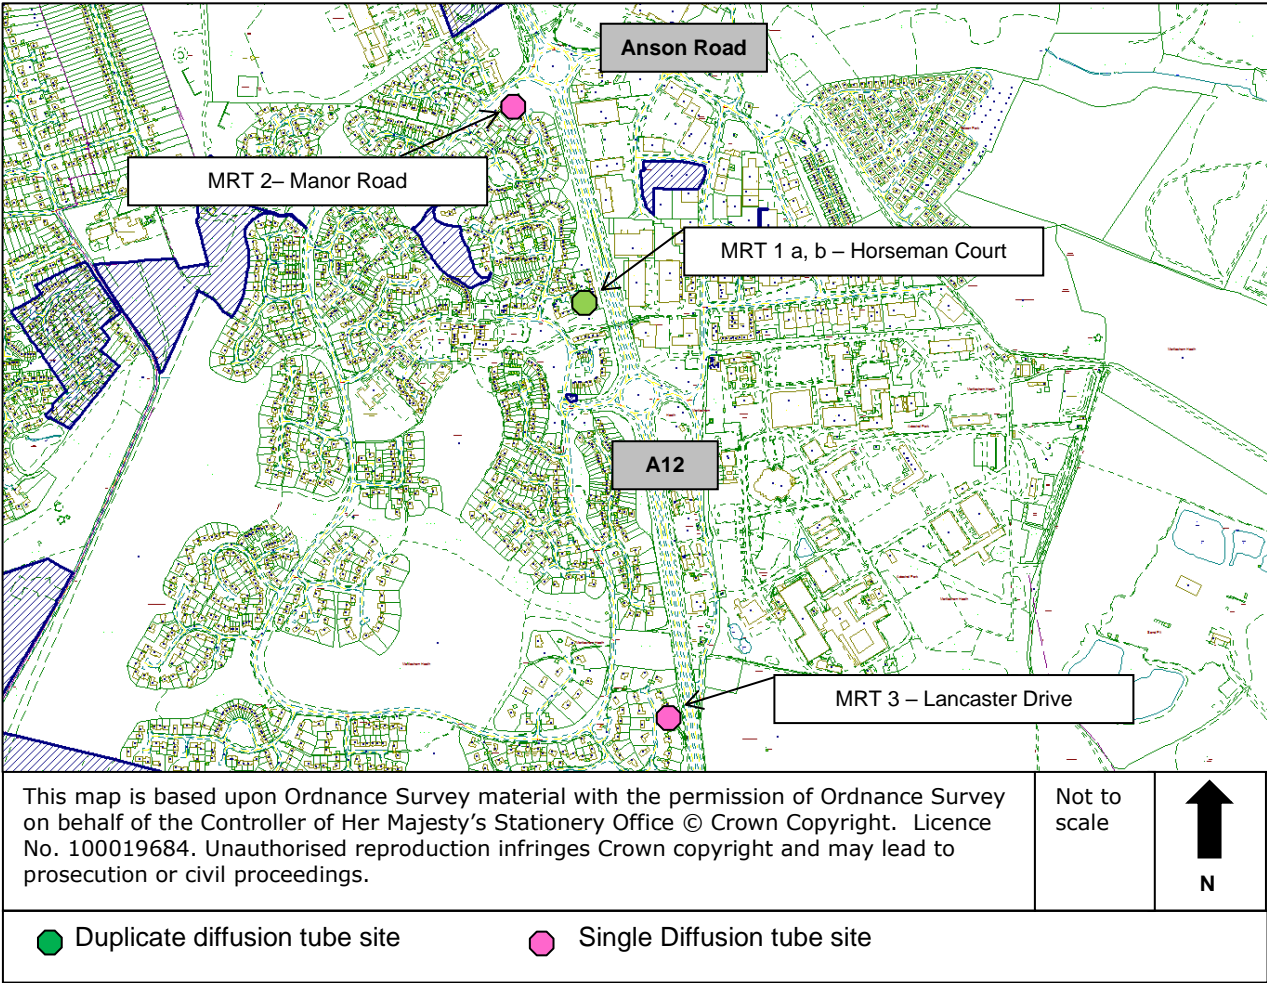 Anson Road
MRT 2– Manor Road
MRT 1 a, b – Horseman Court
A12
MRT 3 – Lancaster Drive
This map is based upon Ordnance Survey material with the permission of Ordnance Survey
on behalf of the Controller of Her Majesty's Stationery Office © Crown Copyright. Licence
No. 100019684. Unauthorised reproduction infringes Crown copyright and may lead to
prosecution or civil proceedings.
Not to
scale
N
Duplicate diffusion tube site
Single Diffusion tube site